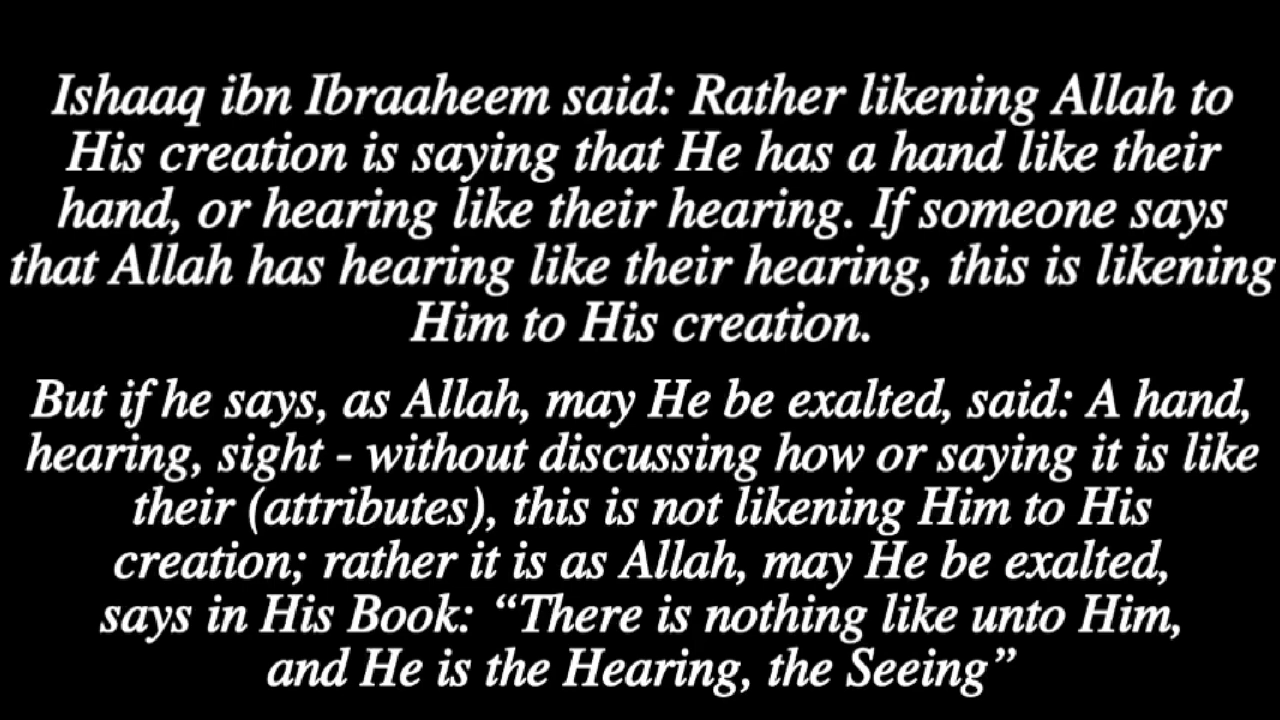 Ishaaq ibn Ibraaheem said: Rather likening Allah to
His creation is saying that He has a hand like their
hand, or hearing like their hearing. If someone says
that Allah has hearing like their hearing, this is likening
Him to His creation.
But if he says, as Allah, may He be exalted, said: A hand,
hearing, sight - without discussing how or saying it is like
their (attributes), this is not likening Him to His
creation; rather it is as Allah, may He be exalted,
says in His Book: “There is nothing like unto Him,
and He is the Hearing, the Seeing”